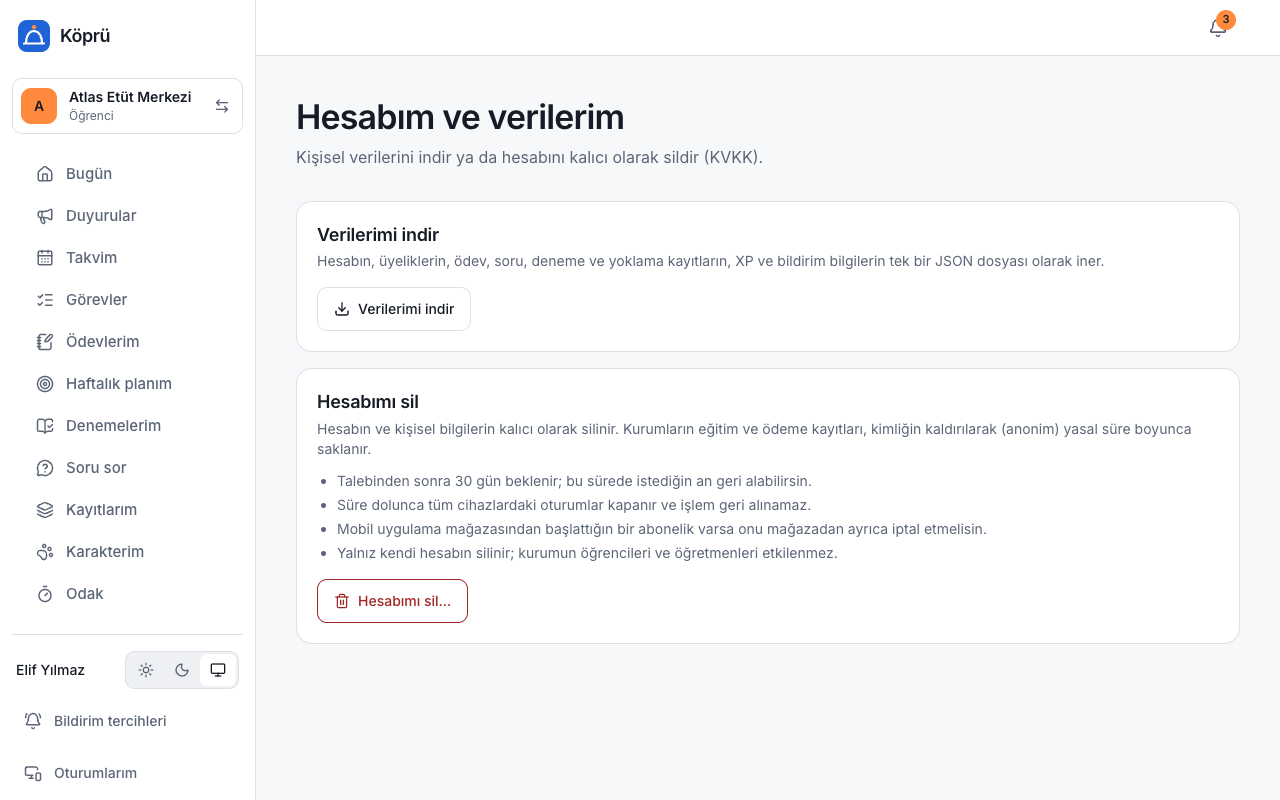 Köprü
3
A
Atlas Etüt Merkezi
Öğrenci
Bugün
Duyurular
Takvim
Görevler
Ödevlerim
Haftalık planım
Denemelerim
Soru sor
Kayıtlarım
Karakterim
Odak
Elif Yılmaz
Bildirim tercihleri
Oturumlarım
Hesabım ve verilerim
Kişisel verilerini indir ya da hesabını kalıcı olarak sildir (KVKK).
Verilerimi indir
Hesabın, üyeliklerin, ödev, soru, deneme ve yoklama kayıtların, XP ve bildirim bilgilerin tek bir JSON dosyası olarak iner.
Verilerimi indir
Hesabımı sil
Hesabın ve kişisel bilgilerin kalıcı olarak silinir. Kurumların eğitim ve ödeme kayıtları, kimliğin kaldırılarak (anonim) yasal süre boyunca
saklanır.
• Talebinden sonra 30 gün beklenir; bu sürede istediğin an geri alabilirsin.
• Süre dolunca tüm cihazlardaki oturumlar kapanır ve işlem geri alınamaz.
• Mobil uygulama mağazasından başlattığın bir abonelik varsa onu mağazadan ayrıca iptal etmelisin.
• Yalnız kendi hesabın silinir; kurumun öğrencileri ve öğretmenleri etkilenmez.
Hesabımı sil…